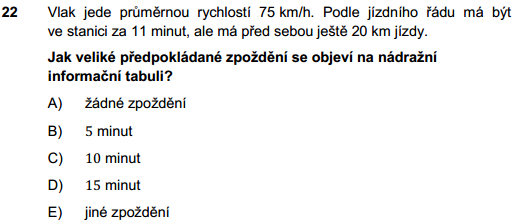 22 Vlak jede průměrnou rychlostí 75 km/h. Podle jízdního řádu má být
ve stanici za 11 minut, ale má před sebou ještě 20 km jízdy.
Jak veliké předpokládané zpoždění se objeví na nádražní
informační tabuli?
A) žádné zpoždění
B) 5 minut
C) 10 minut
D) 15 minut
E) jiné zpoždění